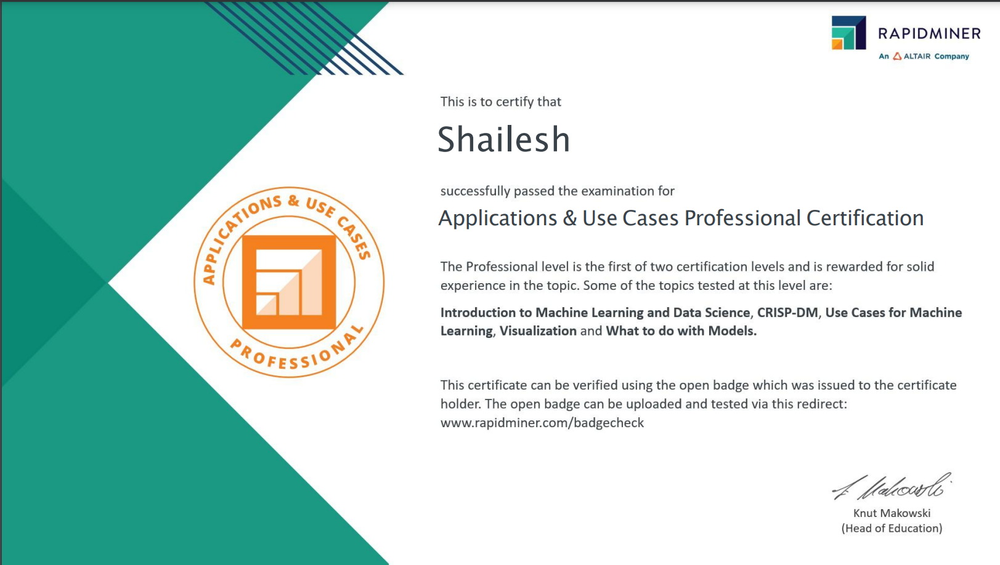 RAPIDMINER
An ALTAIR Company
This is to certify that
Shailesh
successfully passed the examination for
Applications & Use Cases Professional Certification
APPLICATIONS & USE CASES
PROFESSIONAL
The Professional level is the first of two certification levels and is rewarded for solid
experience in the topic. Some of the topics tested at this level are:
Introduction to Machine Learning and Data Science, CRISP-DM, Use Cases for Machine
Learning, Visualization and What to do with Models.
This certificate can be verified using the open badge which was issued to the certificate
holder. The open badge can be uploaded and tested via this redirect:
www.rapidminer.com/badgecheck
Knut Makowski
(Head of Education)